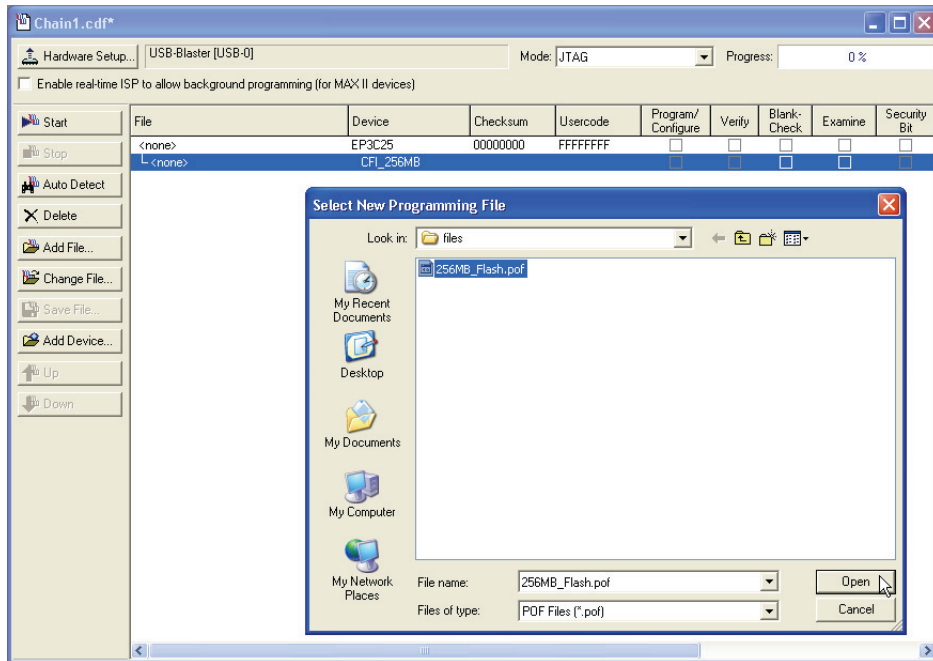 Chain1.cdf*
Hardware Setup... USB-Blaster [USB-0] Mode: JTAG Progress: 0 %
Enable real-time ISP to allow background programming (for MAX II devices)
Start
Stop
Auto Detect
Delete
Add File...
Change File...
Save File...
Add Device...
Up
Down
File Device Checksum Usercode Program/ Configure Verify Blank- Check Examine Security Bit
<none> EP3C25 00000000 FFFFFFFF
<none> CFI_256MB
Select New Programming File
Look in: files
256MB_Flash.pof
My Recent
Documents
Desktop
My Documents
My Computer
My Network
Places
File name: 256MB_Flash.pof Open
Files of type: POF Files (*.pof) Cancel